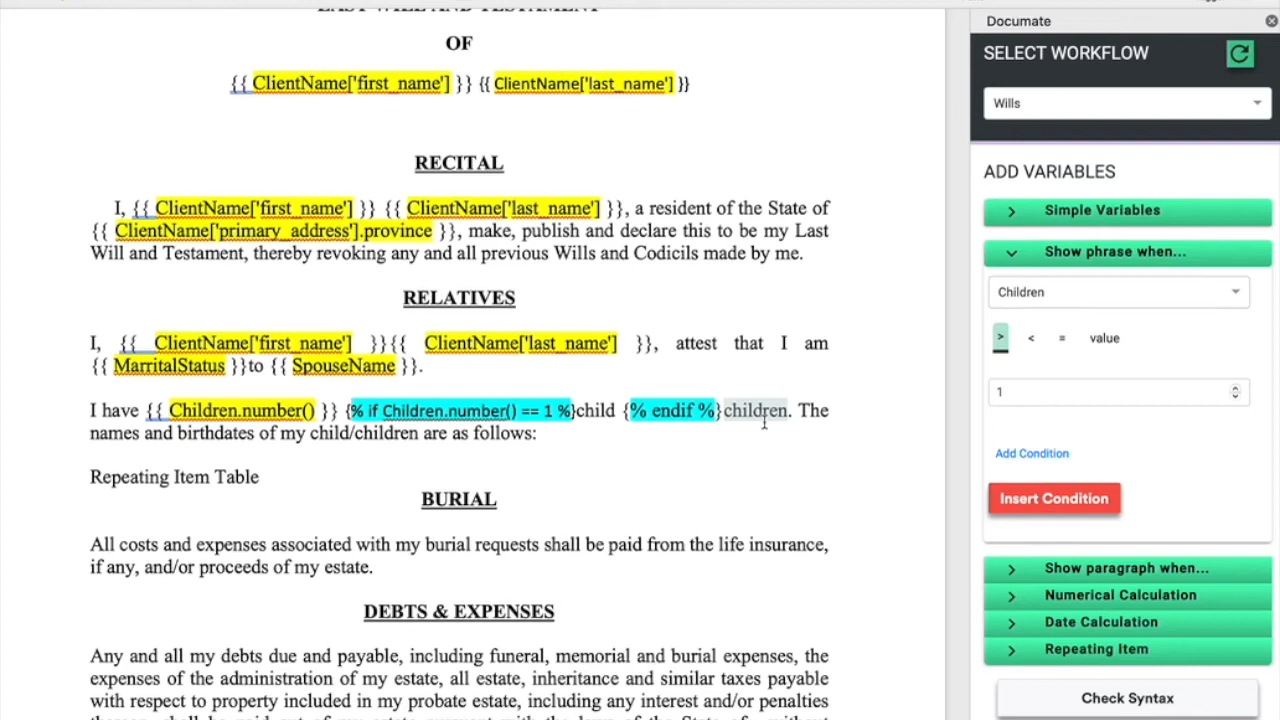 LAST WILL AND TESTAMENT
OF
{{ ClientName['first_name'] }} {{ ClientName['last_name'] }}
RECITAL
I, {{ ClientName['first_name'] }} {{ ClientName['last_name'] }}, a resident of the State of
{{ ClientName['primary_address'].province }}, make, publish and declare this to be my Last
Will and Testament, thereby revoking any and all previous Wills and Codicils made by me.
RELATIVES
I, {{ ClientName['first_name'] }}{{ ClientName['last_name'] }}, attest that I am
{{ MarritalStatus }}to {{ SpouseName }}.
I have {{ Children.number() }} {% if Children.number() == 1 %}child {% endif %}children. The
names and birthdates of my child/children are as follows:
Repeating Item Table
BURIAL
All costs and expenses associated with my burial requests shall be paid from the life insurance,
if any, and/or proceeds of my estate.
DEBTS & EXPENSES
Any and all my debts due and payable, including funeral, memorial and burial expenses, the
expenses of the administration of my estate, all estate, inheritance and similar taxes payable
with respect to property included in my probate estate, including any interest and/or penalties
Documate
SELECT WORKFLOW
Wills
ADD VARIABLES
Simple Variables
Show phrase when...
Children
> < = value
1
Add Condition
Insert Condition
Show paragraph when...
Numerical Calculation
Date Calculation
Repeating Item
Check Syntax